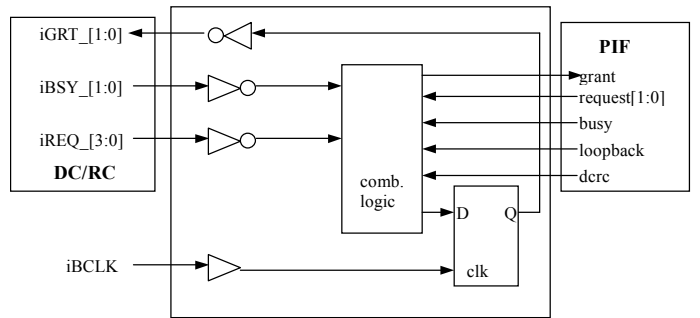 iGRT_[1:0]
iBSY_[1:0]
iREQ_[3:0]
DC/RC
iBCLK
comb.
logic
D Q
clk
PIF
grant
request[1:0]
busy
loopback
dcrc